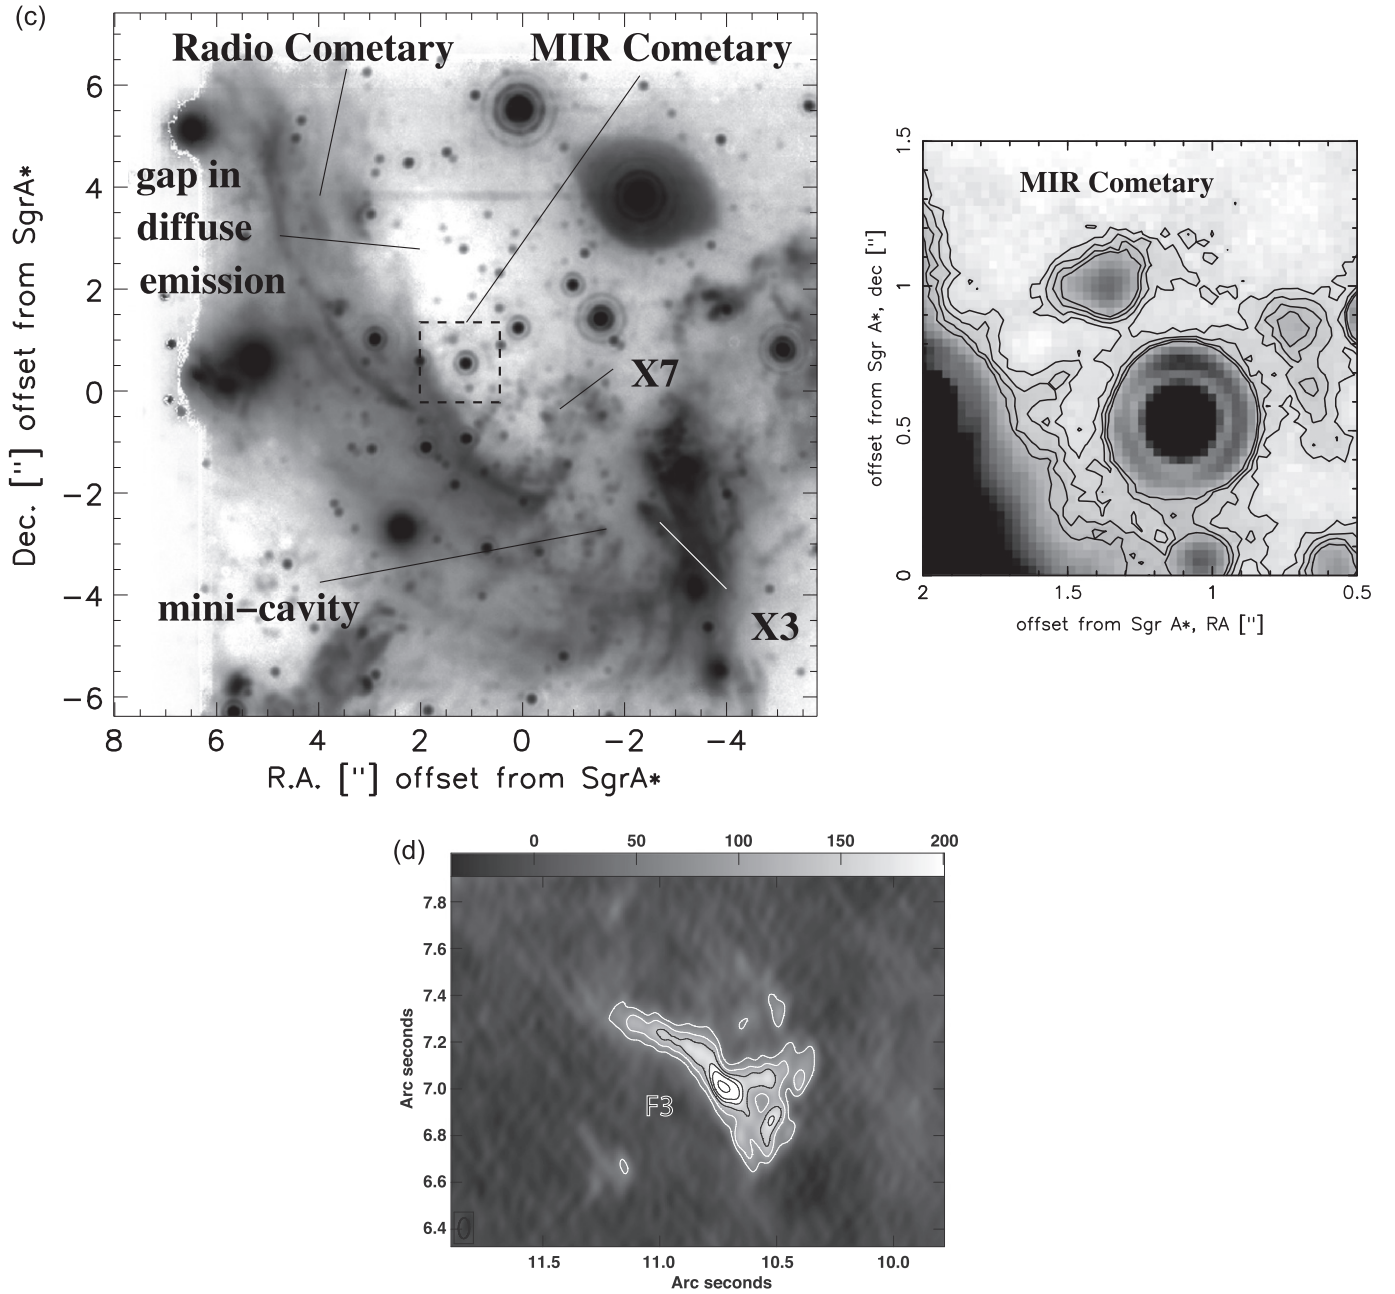 (c)
Radio Cometary
MIR Cometary
gap in
diffuse
emission
X7
mini-cavity
X3
6
4
2
0
−2
−4
−6
Dec. ["] offset from SgrA*
8
6
4
2
0
−2
−4
R.A. ["] offset from SgrA*
MIR Cometary
1.5
1
0.5
0
offset from Sgr A*, dec ["]
2
1.5
1
0.5
offset from Sgr A*, RA ["]
(d)
0
50
100
150
200
7.8
7.6
7.4
7.2
7.0
6.8
6.6
6.4
Arc seconds
F3
11.5
11.0
10.5
10.0
Arc seconds